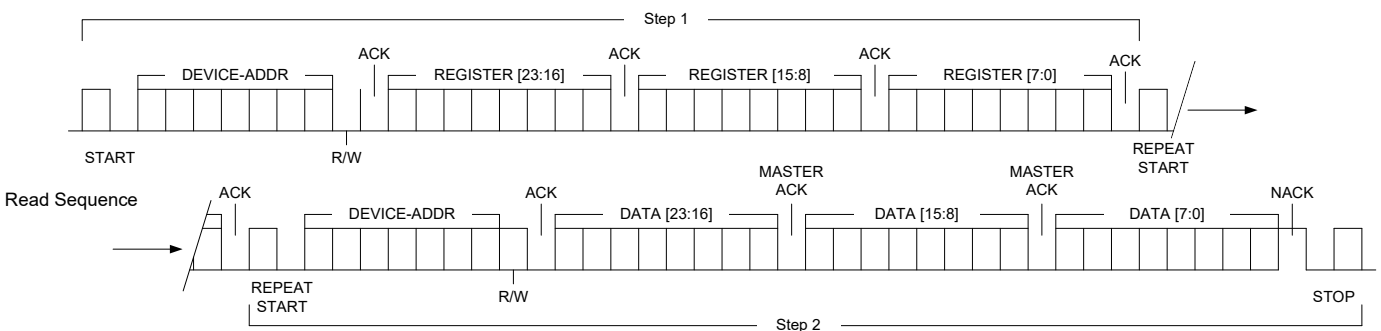 Step 1
ACK ACK ACK ACK
DEVICE-ADDR REGISTER [23:16] REGISTER [15:8] REGISTER [7:0]
START R/W REPEAT
START
Read Sequence
ACK ACK MASTER
ACK MASTER
ACK NACK
DEVICE-ADDR DATA [23:16] DATA [15:8] DATA [7:0]
REPEAT
START R/W STOP
Step 2